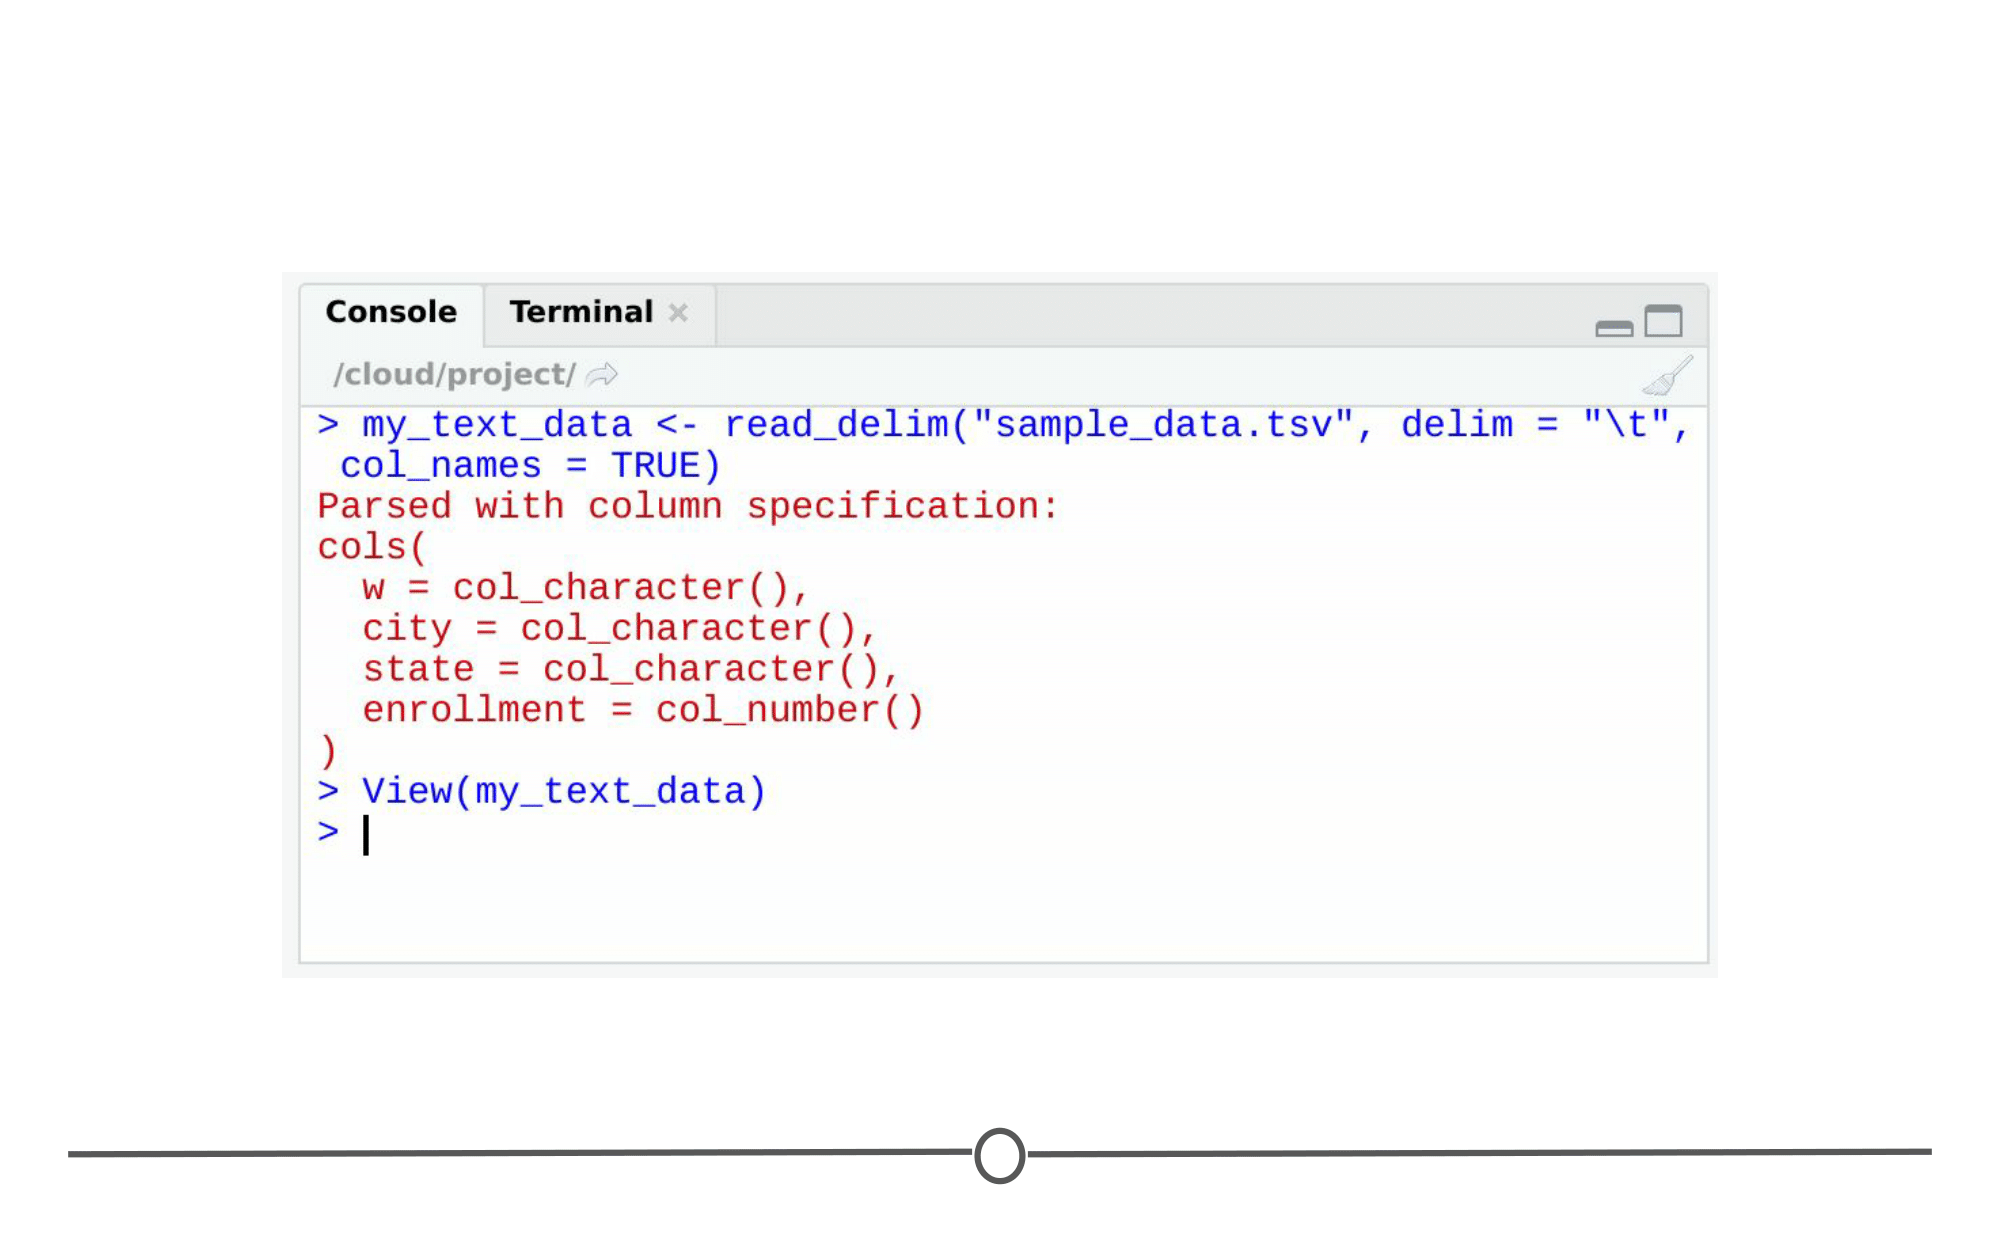 Console Terminal ×
/cloud/project/
> my_text_data <- read_delim("sample_data.tsv", delim = "\t",
 col_names = TRUE)
Parsed with column specification:
cols(
  w = col_character(),
  city = col_character(),
  state = col_character(),
  enrollment = col_number()
)
> View(my_text_data)
>